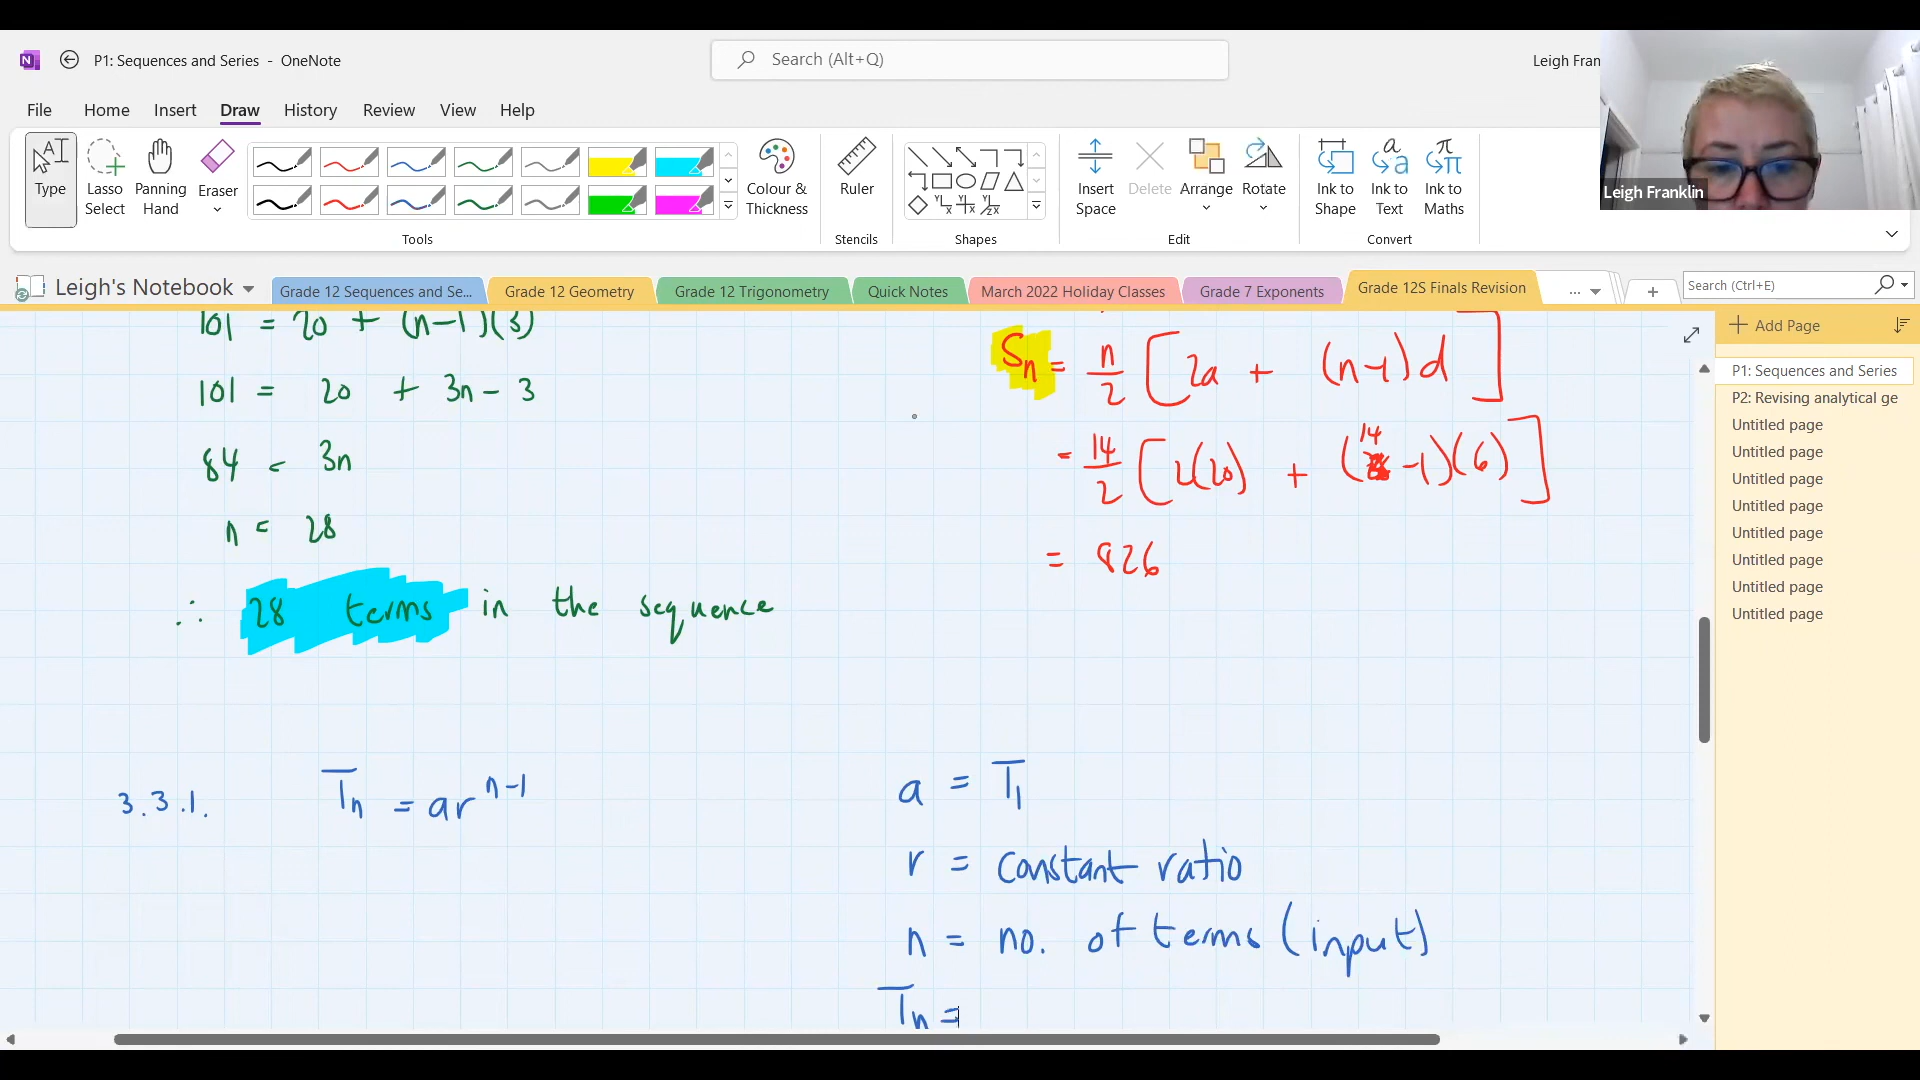 P1: Sequences and Series - OneNote
Search (Alt+Q)
Leigh Fran
File Home Insert Draw History Review View Help
Type
Lasso Select
Panning Hand
Eraser
Colour & Thickness
Ruler
Insert Space
Delete
Arrange
Rotate
Ink to Shape
Ink to Text
Ink to Maths
Leigh Franklin
Tools Stencils Shapes Edit Convert
Leigh's Notebook
Grade 12 Sequences and Se...
Grade 12 Geometry
Grade 12 Trigonometry
Quick Notes
March 2022 Holiday Classes
Grade 7 Exponents
Grade 12S Finals Revision
...
Search (Ctrl+E)
Add Page
P1: Sequences and Series
P2: Revising analytical ge
Untitled page
Untitled page
Untitled page
Untitled page
Untitled page
Untitled page
Untitled page
Untitled page
101 = 20 + (n-1)(3)
101 = 20 + 3n - 3
84 = 3n
n = 28
∴ 28 terms in the sequence
Sn = n/2 [2a + (n-1)d]
= 14/2 [2(20) + (14-1)(6)]
= 826
3.3.1. Tn = ar^(n-1)
a = T1
r = constant ratio
n = no. of terms (input)
Tn =